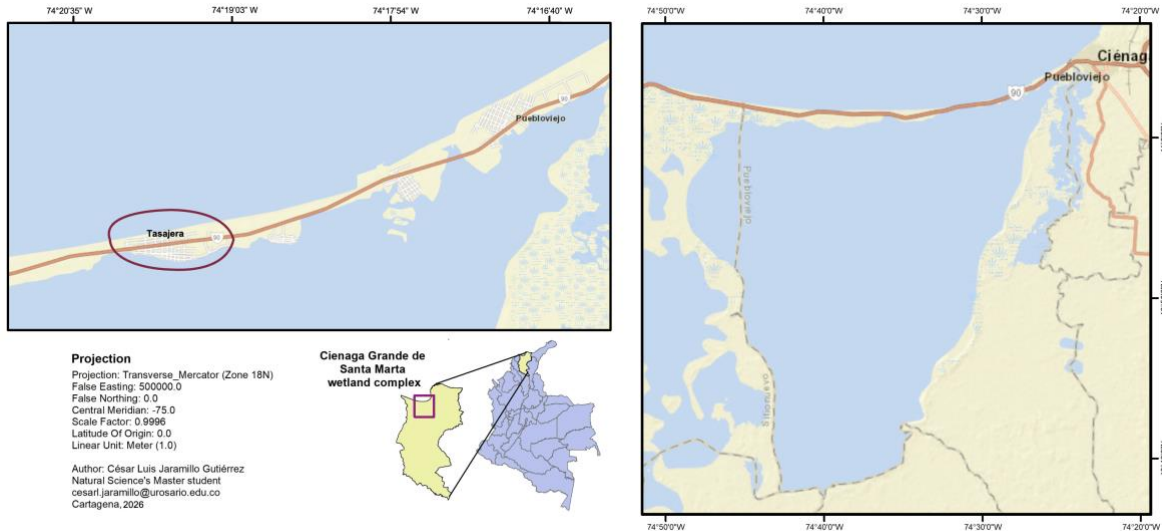 74°20'35" W
74°19'03" W
74°17'54" W
74°16'40" W
Tasajera
90
Puebloviejo
90
74°50'0"W
74°40'0"W
74°30'0"W
74°20'0"W
Ciénag
Puebloviejo
90
Puebloviejo
Sitionuevo
74°50'0"W
74°40'0"W
74°30'0"W
74°20'0"W
Projection
Projection: Transverse_Mercator (Zone 18N)
False Easting: 500000.0
False Northing: 0.0
Central Meridian: -75.0
Scale Factor: 0.9996
Latitude Of Origin: 0.0
Linear Unit: Meter (1.0)
Author: César Luis Jaramillo Gutiérrez
Natural Science's Master student
cesarl.jaramillo@urosario.edu.co
Cartagena,2026
Cienaga Grande de
Santa Marta
wetland complex